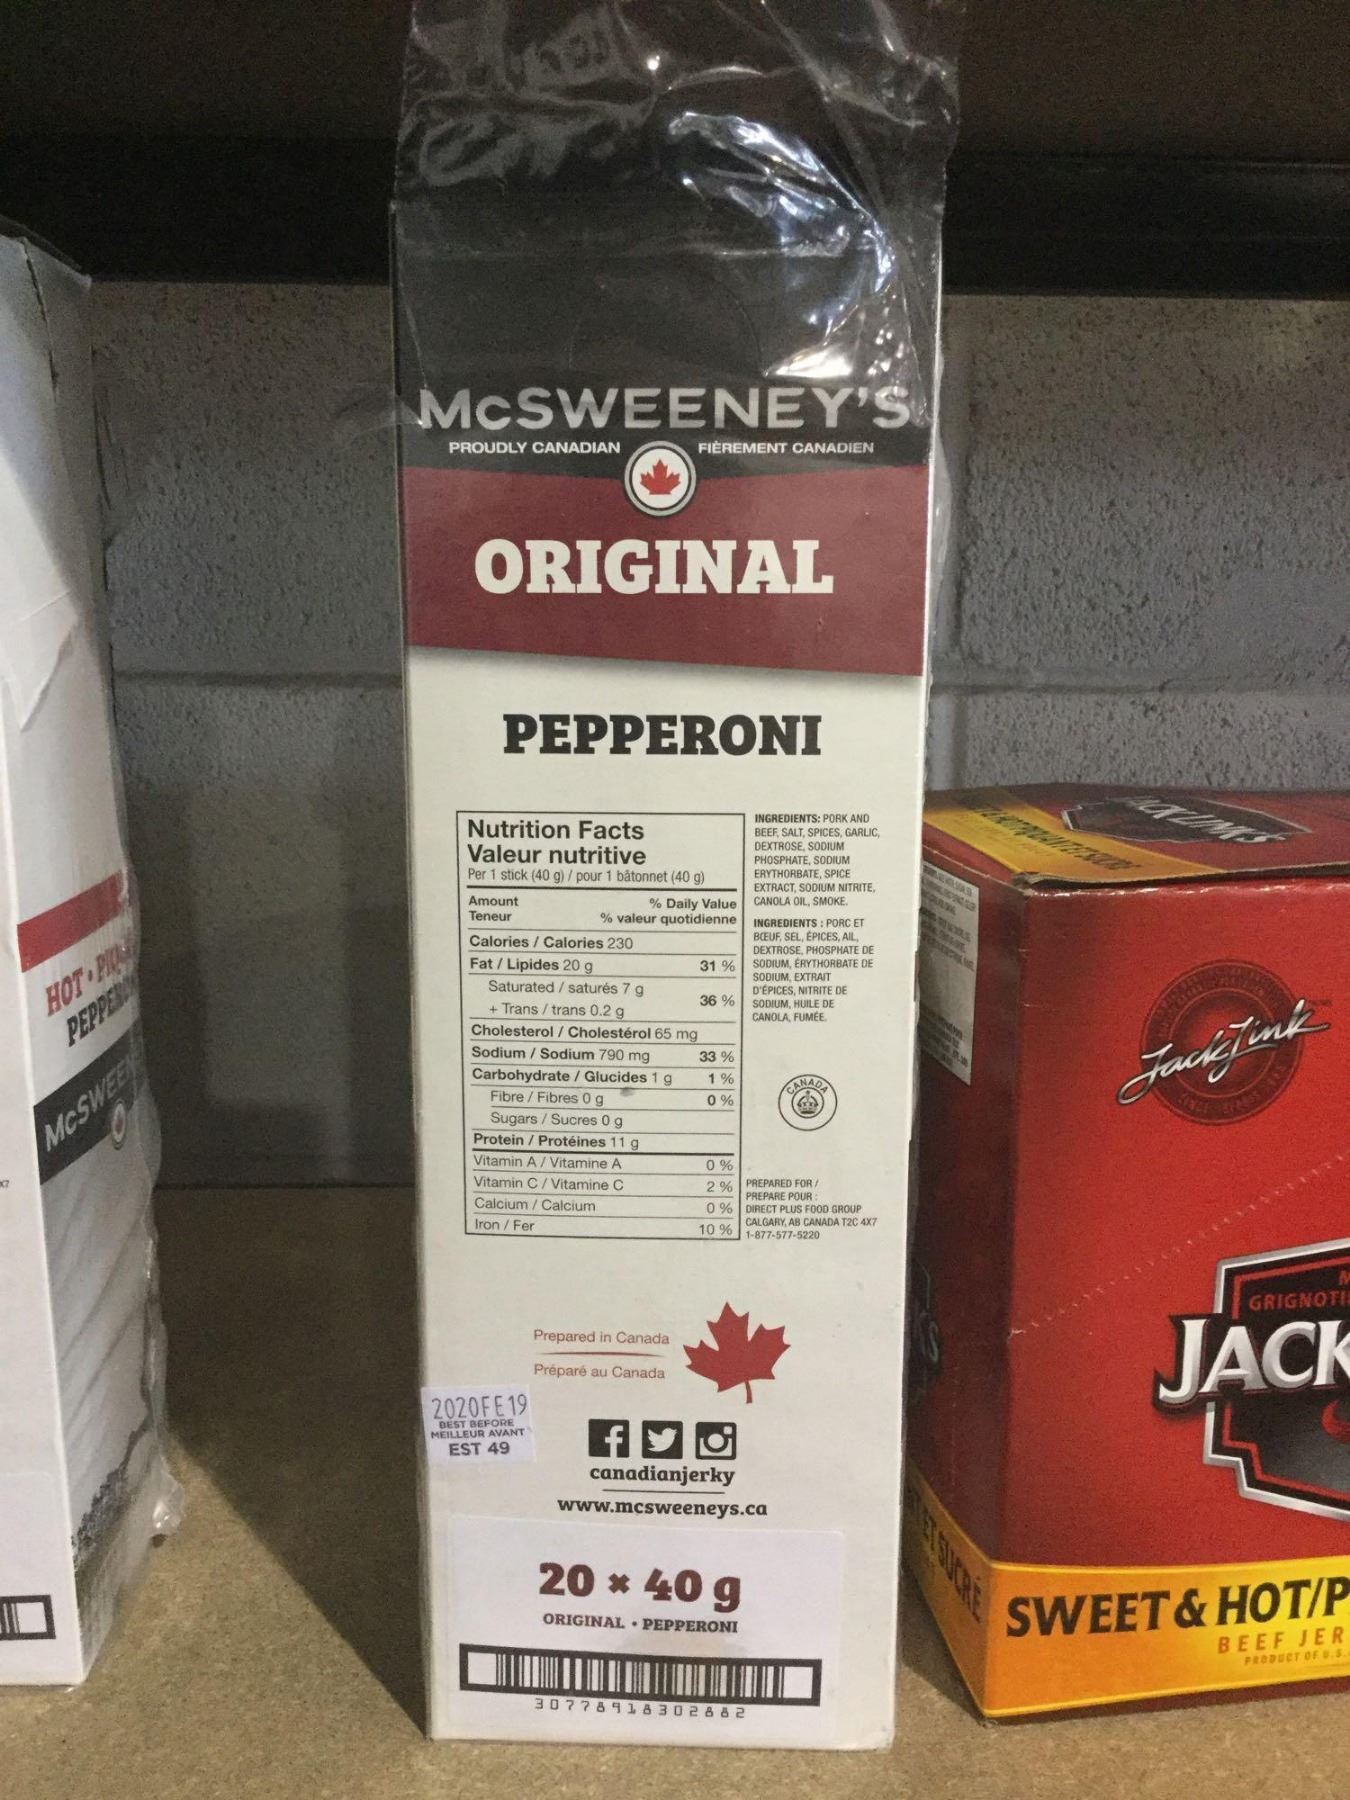 McSWEENEY'S
PROUDLY CANADIAN FIÈREMENT CANADIEN
ORIGINAL
PEPPERONI
Nutrition Facts
Valeur nutritive
Per 1 stick (40 g) / pour 1 bâtonnet (40 g)
Amount % Daily Value
Teneur % valeur quotidienne
Calories / Calories 230
Fat / Lipides 20 g 31 %
Saturated / saturés 7 g
+ Trans / trans 0.2 g 36 %
Cholesterol / Cholestérol 65 mg
Sodium / Sodium 790 mg 33 %
Carbohydrate / Glucides 1 g 1 %
Fibre / Fibres 0 g 0 %
Sugars / Sucres 0 g
Protein / Protéines 11 g
Vitamin A / Vitamine A 0 %
Vitamin C / Vitamine C 2 %
Calcium / Calcium 0 %
Iron / Fer 10 %
INGREDIENTS: PORK AND
BEEF, SALT, SPICES, GARLIC,
DEXTROSE, SODIUM
PHOSPHATE, SODIUM
ERYTHORBATE, SPICE
EXTRACT, SODIUM NITRITE,
CANOLA OIL, SMOKE.
INGREDIENTS : PORC ET
BŒUF, SEL, ÉPICES, AIL,
DEXTROSE, PHOSPHATE DE
SODIUM, ÉRYTHORBATE DE
SODIUM, EXTRAIT
D'ÉPICES, NITRITE DE
SODIUM, HUILE DE
CANOLA, FUMÉE.
CANADA
PREPARED FOR /
PREPARE POUR :
DIRECT PLUS FOOD GROUP
CALGARY, AB CANADA T2C 4X7
1-877-577-5220
Prepared in Canada
Préparé au Canada
2020FE19
BEST BEFORE
MEILLEUR AVANT
EST 49
canadianjerky
www.mcsweeneys.ca
20 × 40 g
ORIGINAL • PEPPERONI
30778918302882
HOT •
McSWEEN
JACK LINK'S
Jack Link
GRIGNOTI
JACK
SUCRÉ
SWEET & HOT/P
BEEF JER
PRODUCT OF U.S.